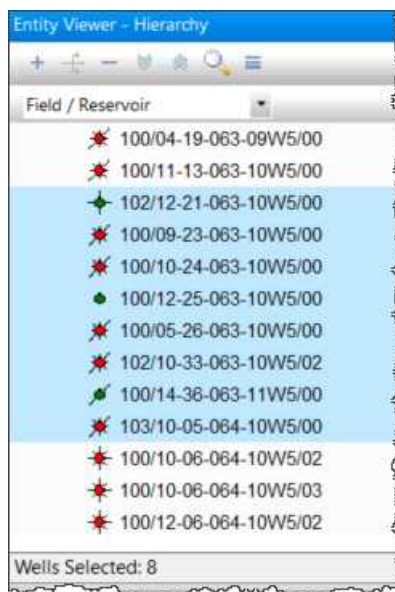 Entity Viewer - Hierarchy
Field / Reservoir
100/04-19-063-09W5/00
100/11-13-063-10W5/00
102/12-21-063-10W5/00
100/09-23-063-10W5/00
100/10-24-063-10W5/00
100/12-25-063-10W5/00
100/05-26-063-10W5/00
102/10-33-063-10W5/02
100/14-36-063-11W5/00
103/10-05-064-10W5/00
100/10-06-064-10W5/02
100/10-06-064-10W5/03
100/12-06-064-10W5/02
Wells Selected: 8